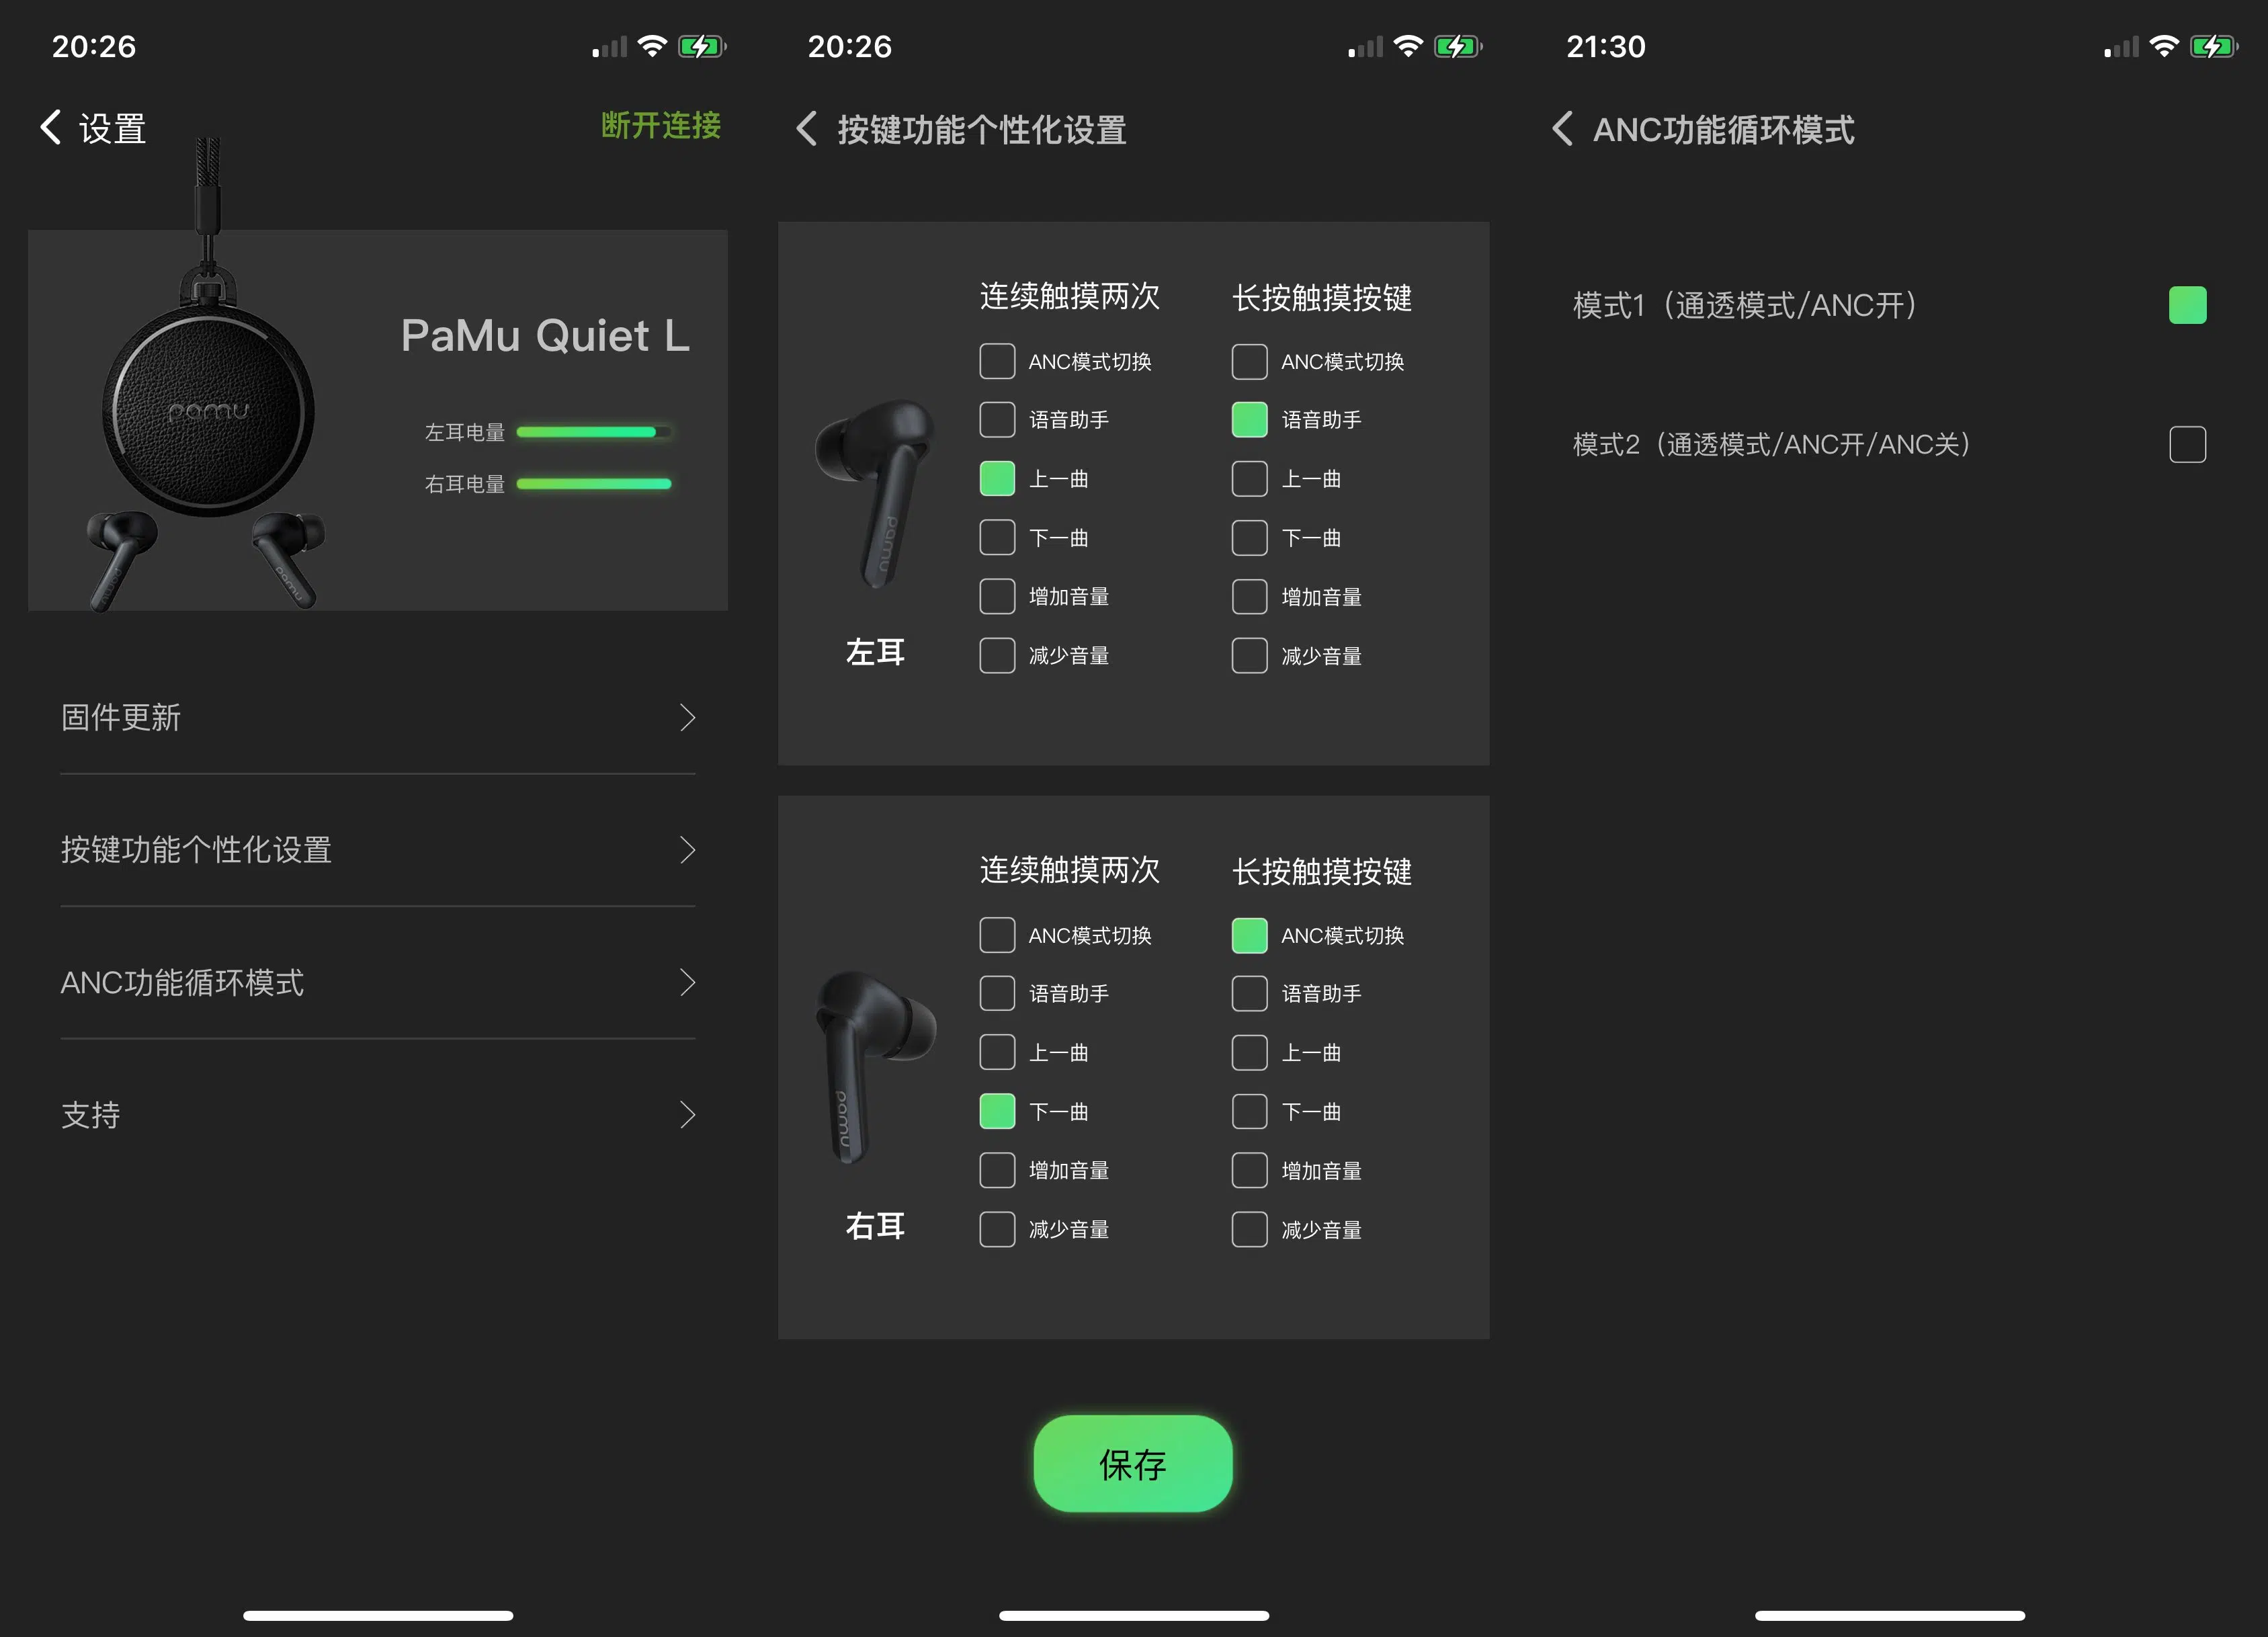 20:26
设置
断开连接
pamu
PaMu Quiet L
左耳电量
右耳电量
pamu
pamu
固件更新
按键功能个性化设置
ANC功能循环模式
支持
20:26
按键功能个性化设置
连续触摸两次
长按触摸按键
ANC模式切换
ANC模式切换
语音助手
语音助手
上一曲
上一曲
下一曲
下一曲
增加音量
增加音量
减少音量
减少音量
pamu
左耳
连续触摸两次
长按触摸按键
ANC模式切换
ANC模式切换
语音助手
语音助手
上一曲
上一曲
下一曲
下一曲
增加音量
增加音量
减少音量
减少音量
pamu
右耳
保存
21:30
ANC功能循环模式
模式1（通透模式/ANC开）
模式2（通透模式/ANC开/ANC关）